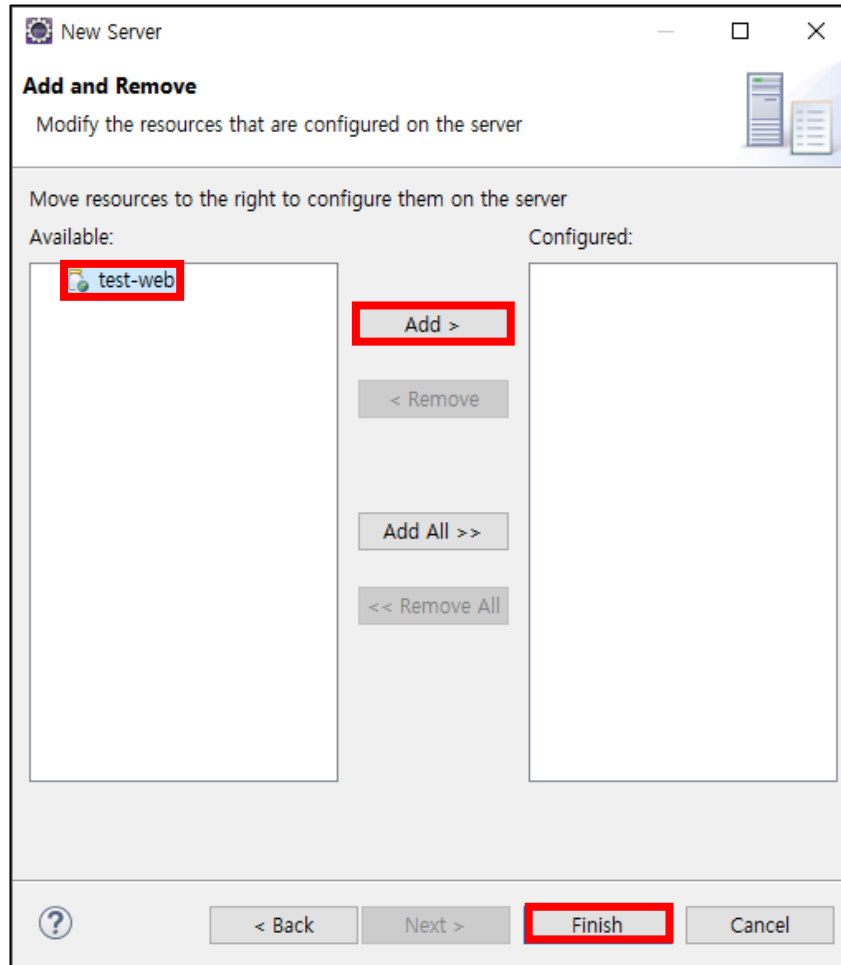 New Server
Add and Remove
Modify the resources that are configured on the server
Move resources to the right to configure them on the server
Available:
Configured:
test-web
Add >
< Remove
Add All >>
<< Remove All
?
< Back
Next >
Finish
Cancel